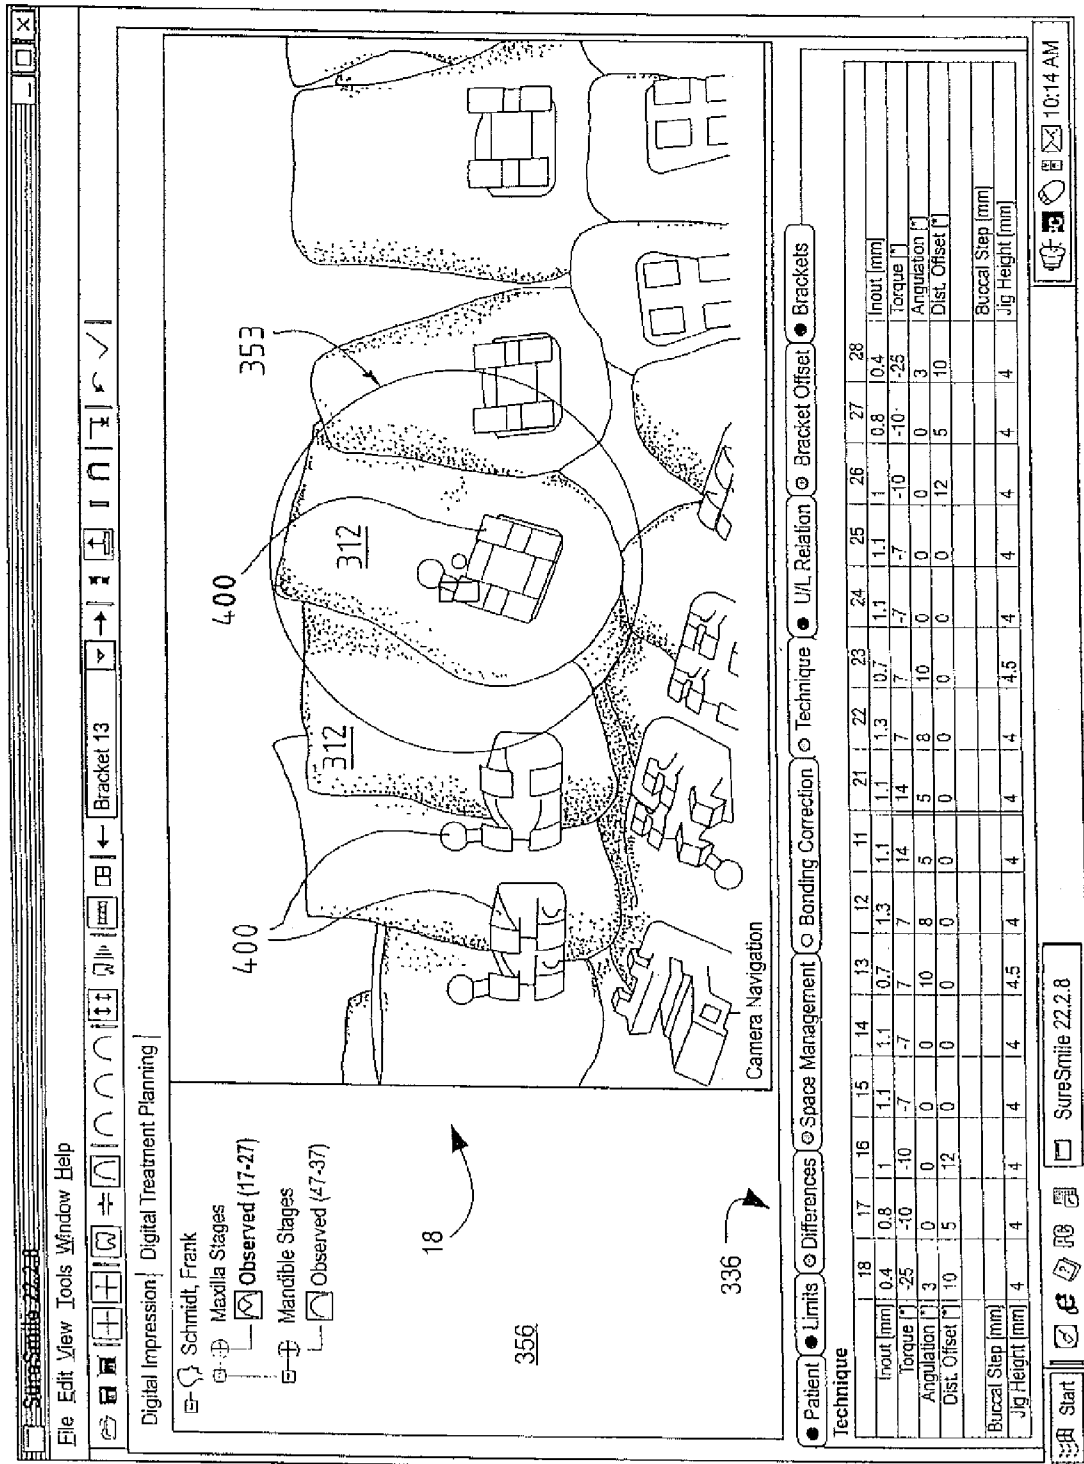 SureSmile 22.2.8
File Edit View Tools Window Help
Bracket 13
Digital Impression Digital Treatment Planning
Schmidt, Frank
Maxilla Stages
Observed (17-27)
Mandible Stages
Observed (47-37)
18
356
336
400
400
353
312
312
Camera Navigation
Patient Limits Differences Space Management Bonding Correction Technique U/L Relation Bracket Offset Brackets
Technique
18 17 16 15 14 13 12 11 21 22 23 24 25 26 27 28
Inout [mm] 0.4 0.8 1 1.1 1.1 0.7 1.3 1.1 1.1 1.3 0.7 1.1 1.1 1 0.8 0.4 Inout [mm]
Torque [°] -25 -10 -10 -7 -7 7 7 14 14 7 7 -7 -7 -10 -10 -25 Torque [°]
Angulation [°] 3 0 0 0 0 10 8 5 5 8 10 0 0 0 0 3 Angulation [°]
Dist. Offset [°] 10 5 12 0 0 0 0 0 0 0 0 0 0 12 5 10 Dist. Offset [°]
Buccal Step [mm] Buccal Step [mm]
Jig Height [mm] 4 4 4 4 4 4.5 4 4 4 4 4.5 4 4 4 4 4 Jig Height [mm]
Start SureSmile 22.2.8 10:14 AM